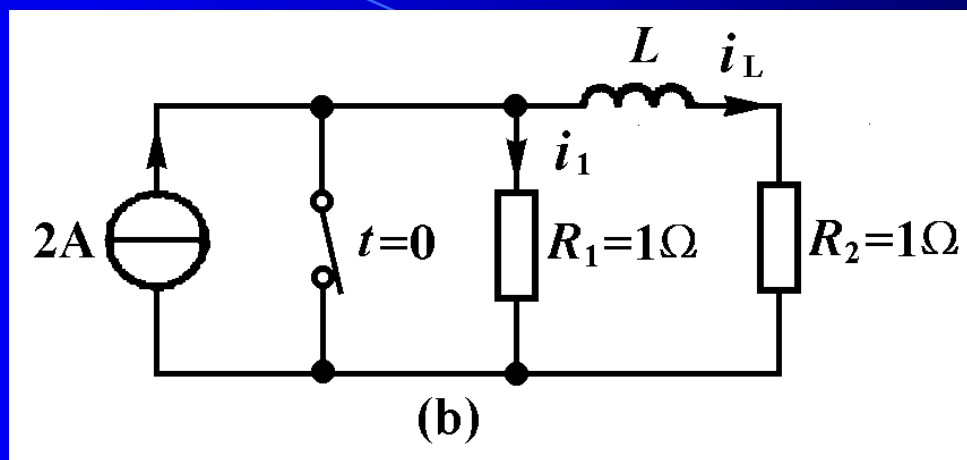 L
i_L
i_1
2A
t=0
R_1=1Ω
R_2=1Ω
(b)